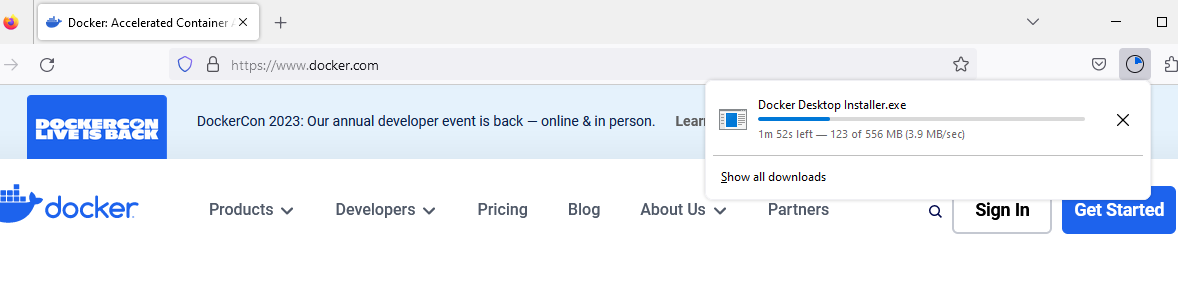 Docker: Accelerated Container A
https://www.docker.com
Docker Desktop Installer.exe
1m 52s left — 123 of 556 MB (3.9 MB/sec)
Show all downloads
DOCKERCON
LIVE IS BACK
DockerCon 2023: Our annual developer event is back — online & in person. Learn
docker
Products
Developers
Pricing
Blog
About Us
Partners
Sign In
Get Started